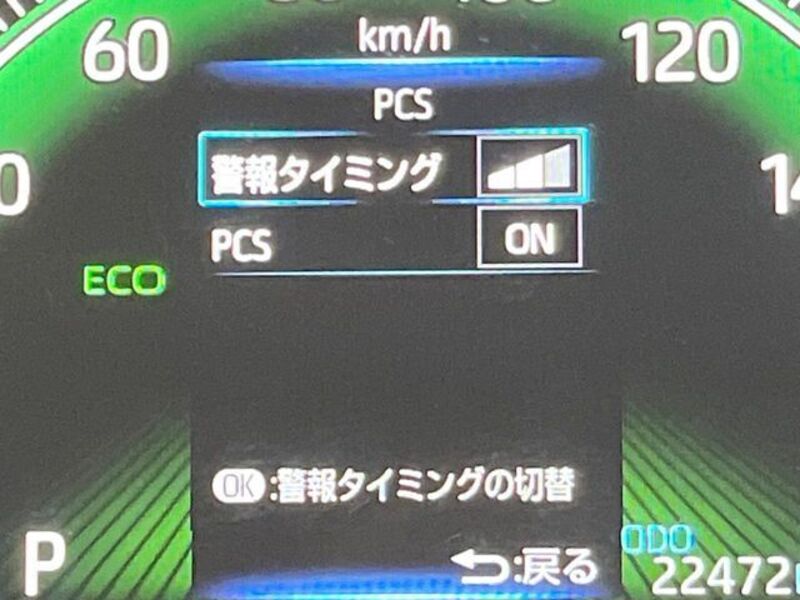 km/h
60
120
PCS
警報タイミング
PCS ON
ECO
OK:警報タイミングの切替
P
:戻る
ODO
22472